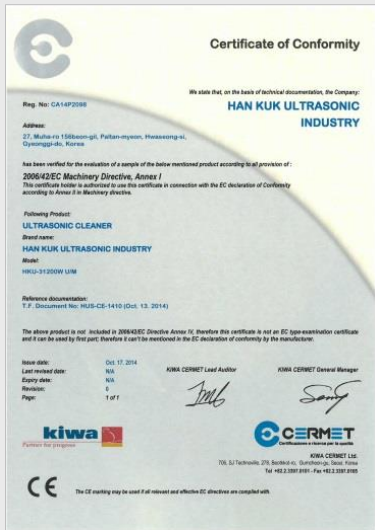 Certificate of Conformity
We state that, on the basis of technical documentation, the Company:
Reg. No: CA14P2098
HAN KUK ULTRASONIC
INDUSTRY
Address:
27, Muha-ro 156beon-gil, Paltan-myeon, Hwaseong-si,
Gyeonggi-do, Korea
has been verified for the evaluation of a sample of the below mentioned product according to all provision of :
2006/42/EC Machinery Directive, Annex I
This certificate holder is authorized to use this certificate in connection with the EC declaration of Conformity
according to Annex II in Machinery directive.
Following Product:
ULTRASONIC CLEANER
Brand name:
HAN KUK ULTRASONIC INDUSTRY
Model:
HKU-31200W U/M
Reference documentation:
T.F. Document No: HUS-CE-1410 (Oct. 13. 2014)
The above product is not included in 2006/42/EC Directive Annex IV, therefore this certificate is not an EC type-examination certificate
and it can be used by first part; therefore it can't be mentioned in the EC declaration of conformity by the manufacturer.
Issue date: Oct. 17. 2014
Last revised date: N/A
Expiry date: N/A
Revision: 0
Page: 1 of 1
KIWA CERMET Lead Auditor
KIWA CERMET General Manager
kiwa
Partner for progress
CERMET
Certificazione e ricerca per la qualità
KIWA CERMET Ltd.
Seoul, Korea
CE
The CE marking may be used if all relevant and effective EC directives are complied with.